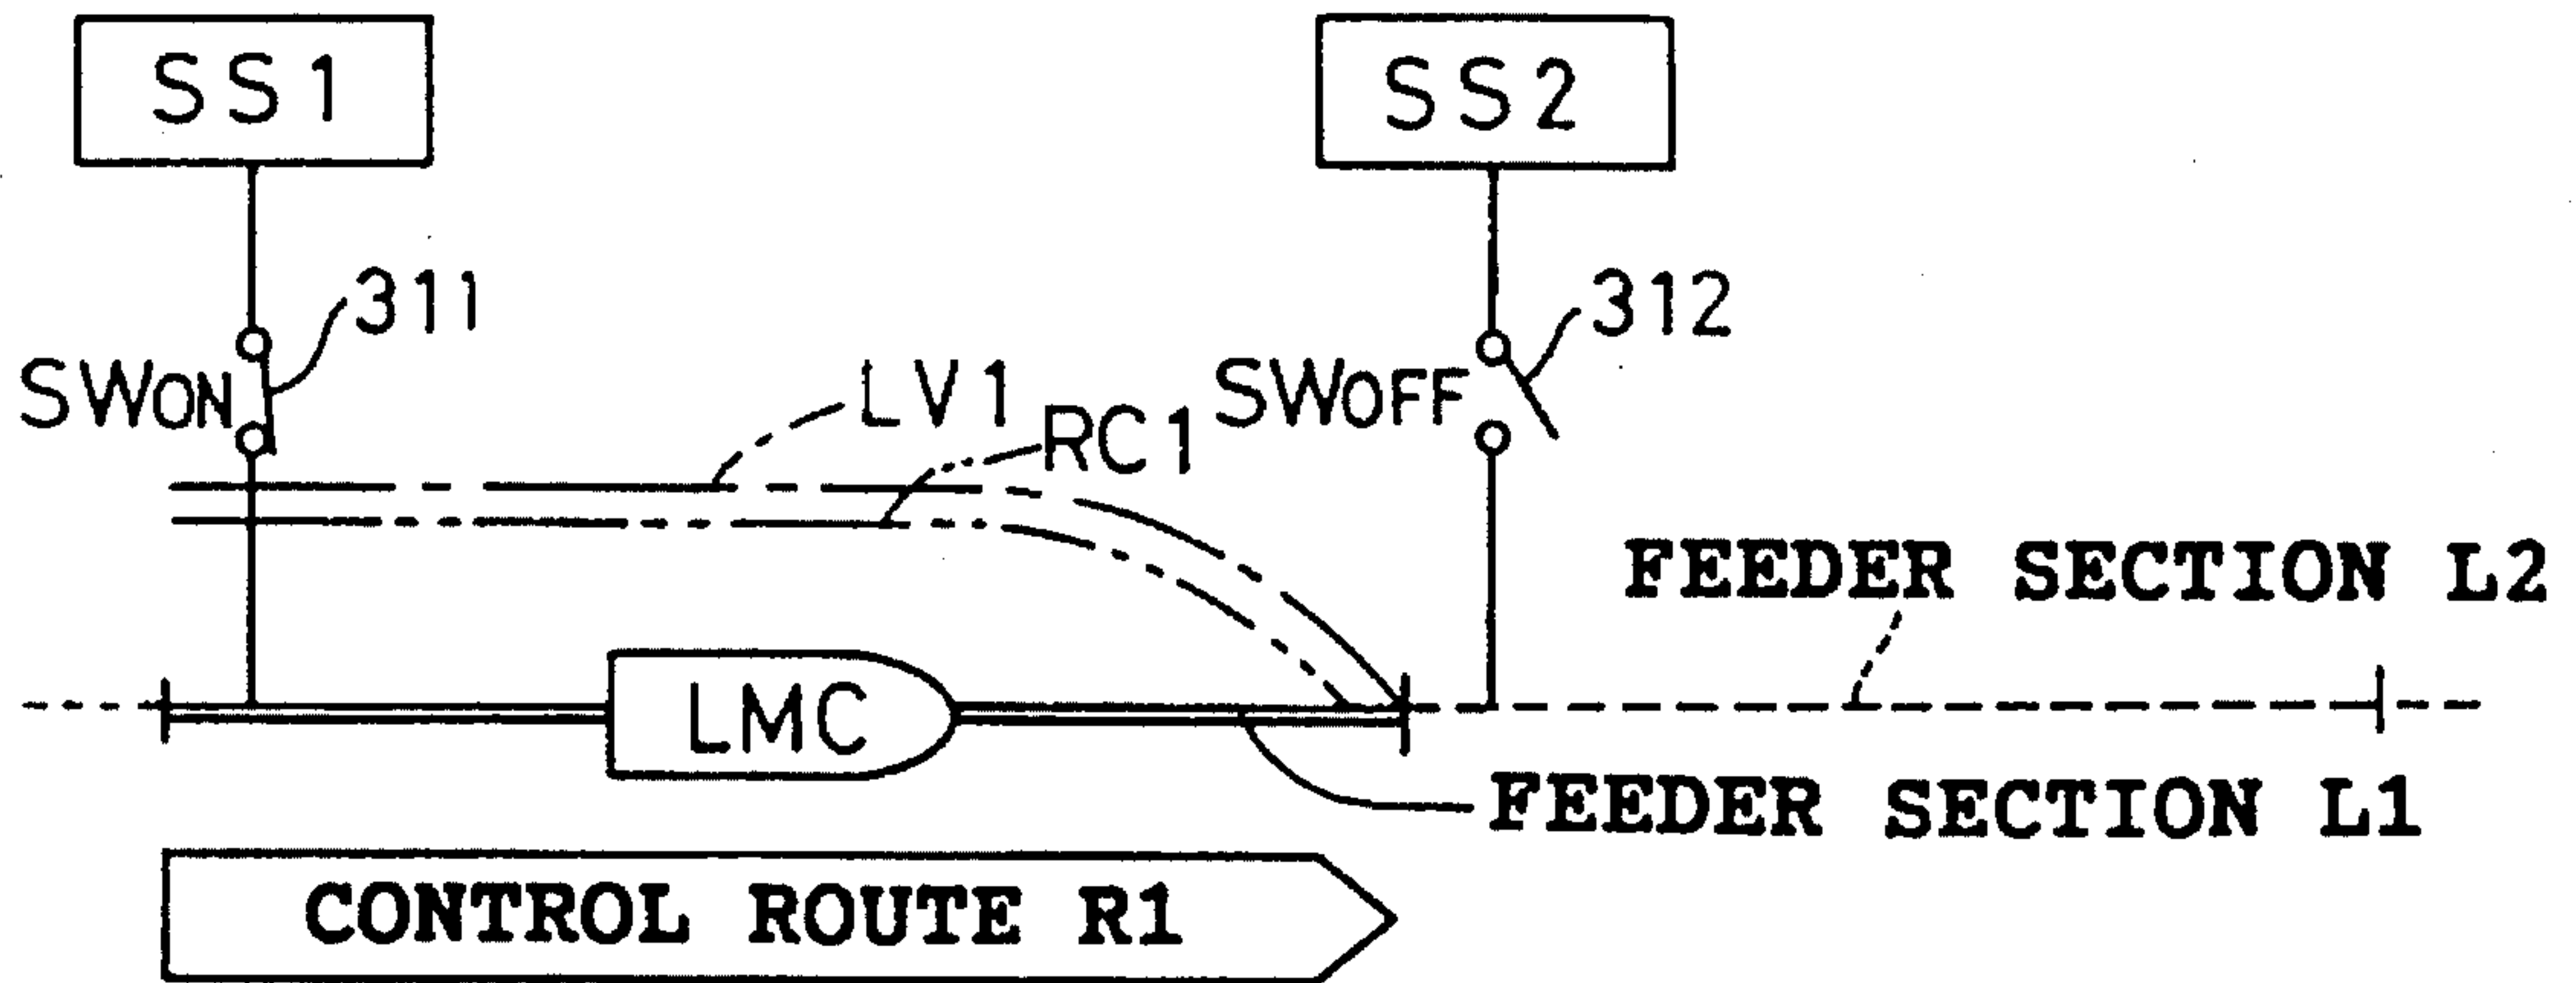 SS1
SS2
311
312
SWON
LV1
SWOFF
RC1
FEEDER SECTION L2
LMC
FEEDER SECTION L1
CONTROL ROUTE R1